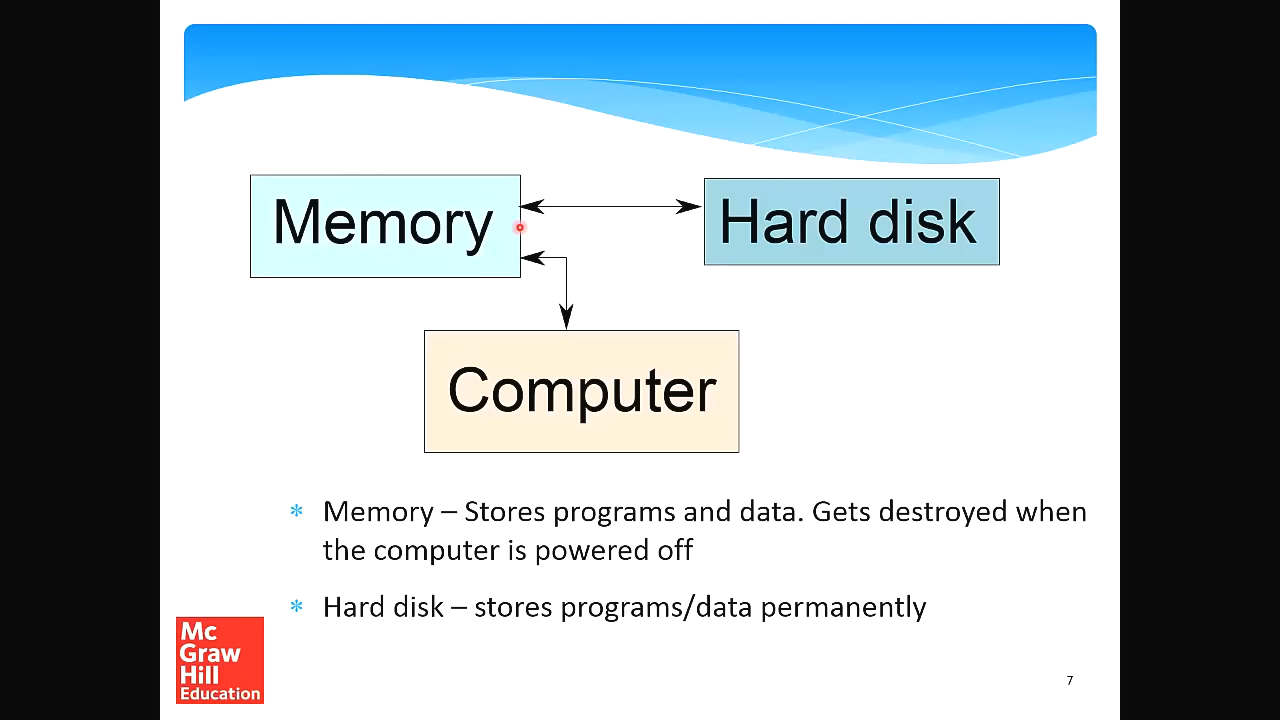 Memory
Hard disk
Computer
* Memory – Stores programs and data. Gets destroyed when
the computer is powered off
* Hard disk – stores programs/data permanently
Mc
Graw
Hill
Education
7